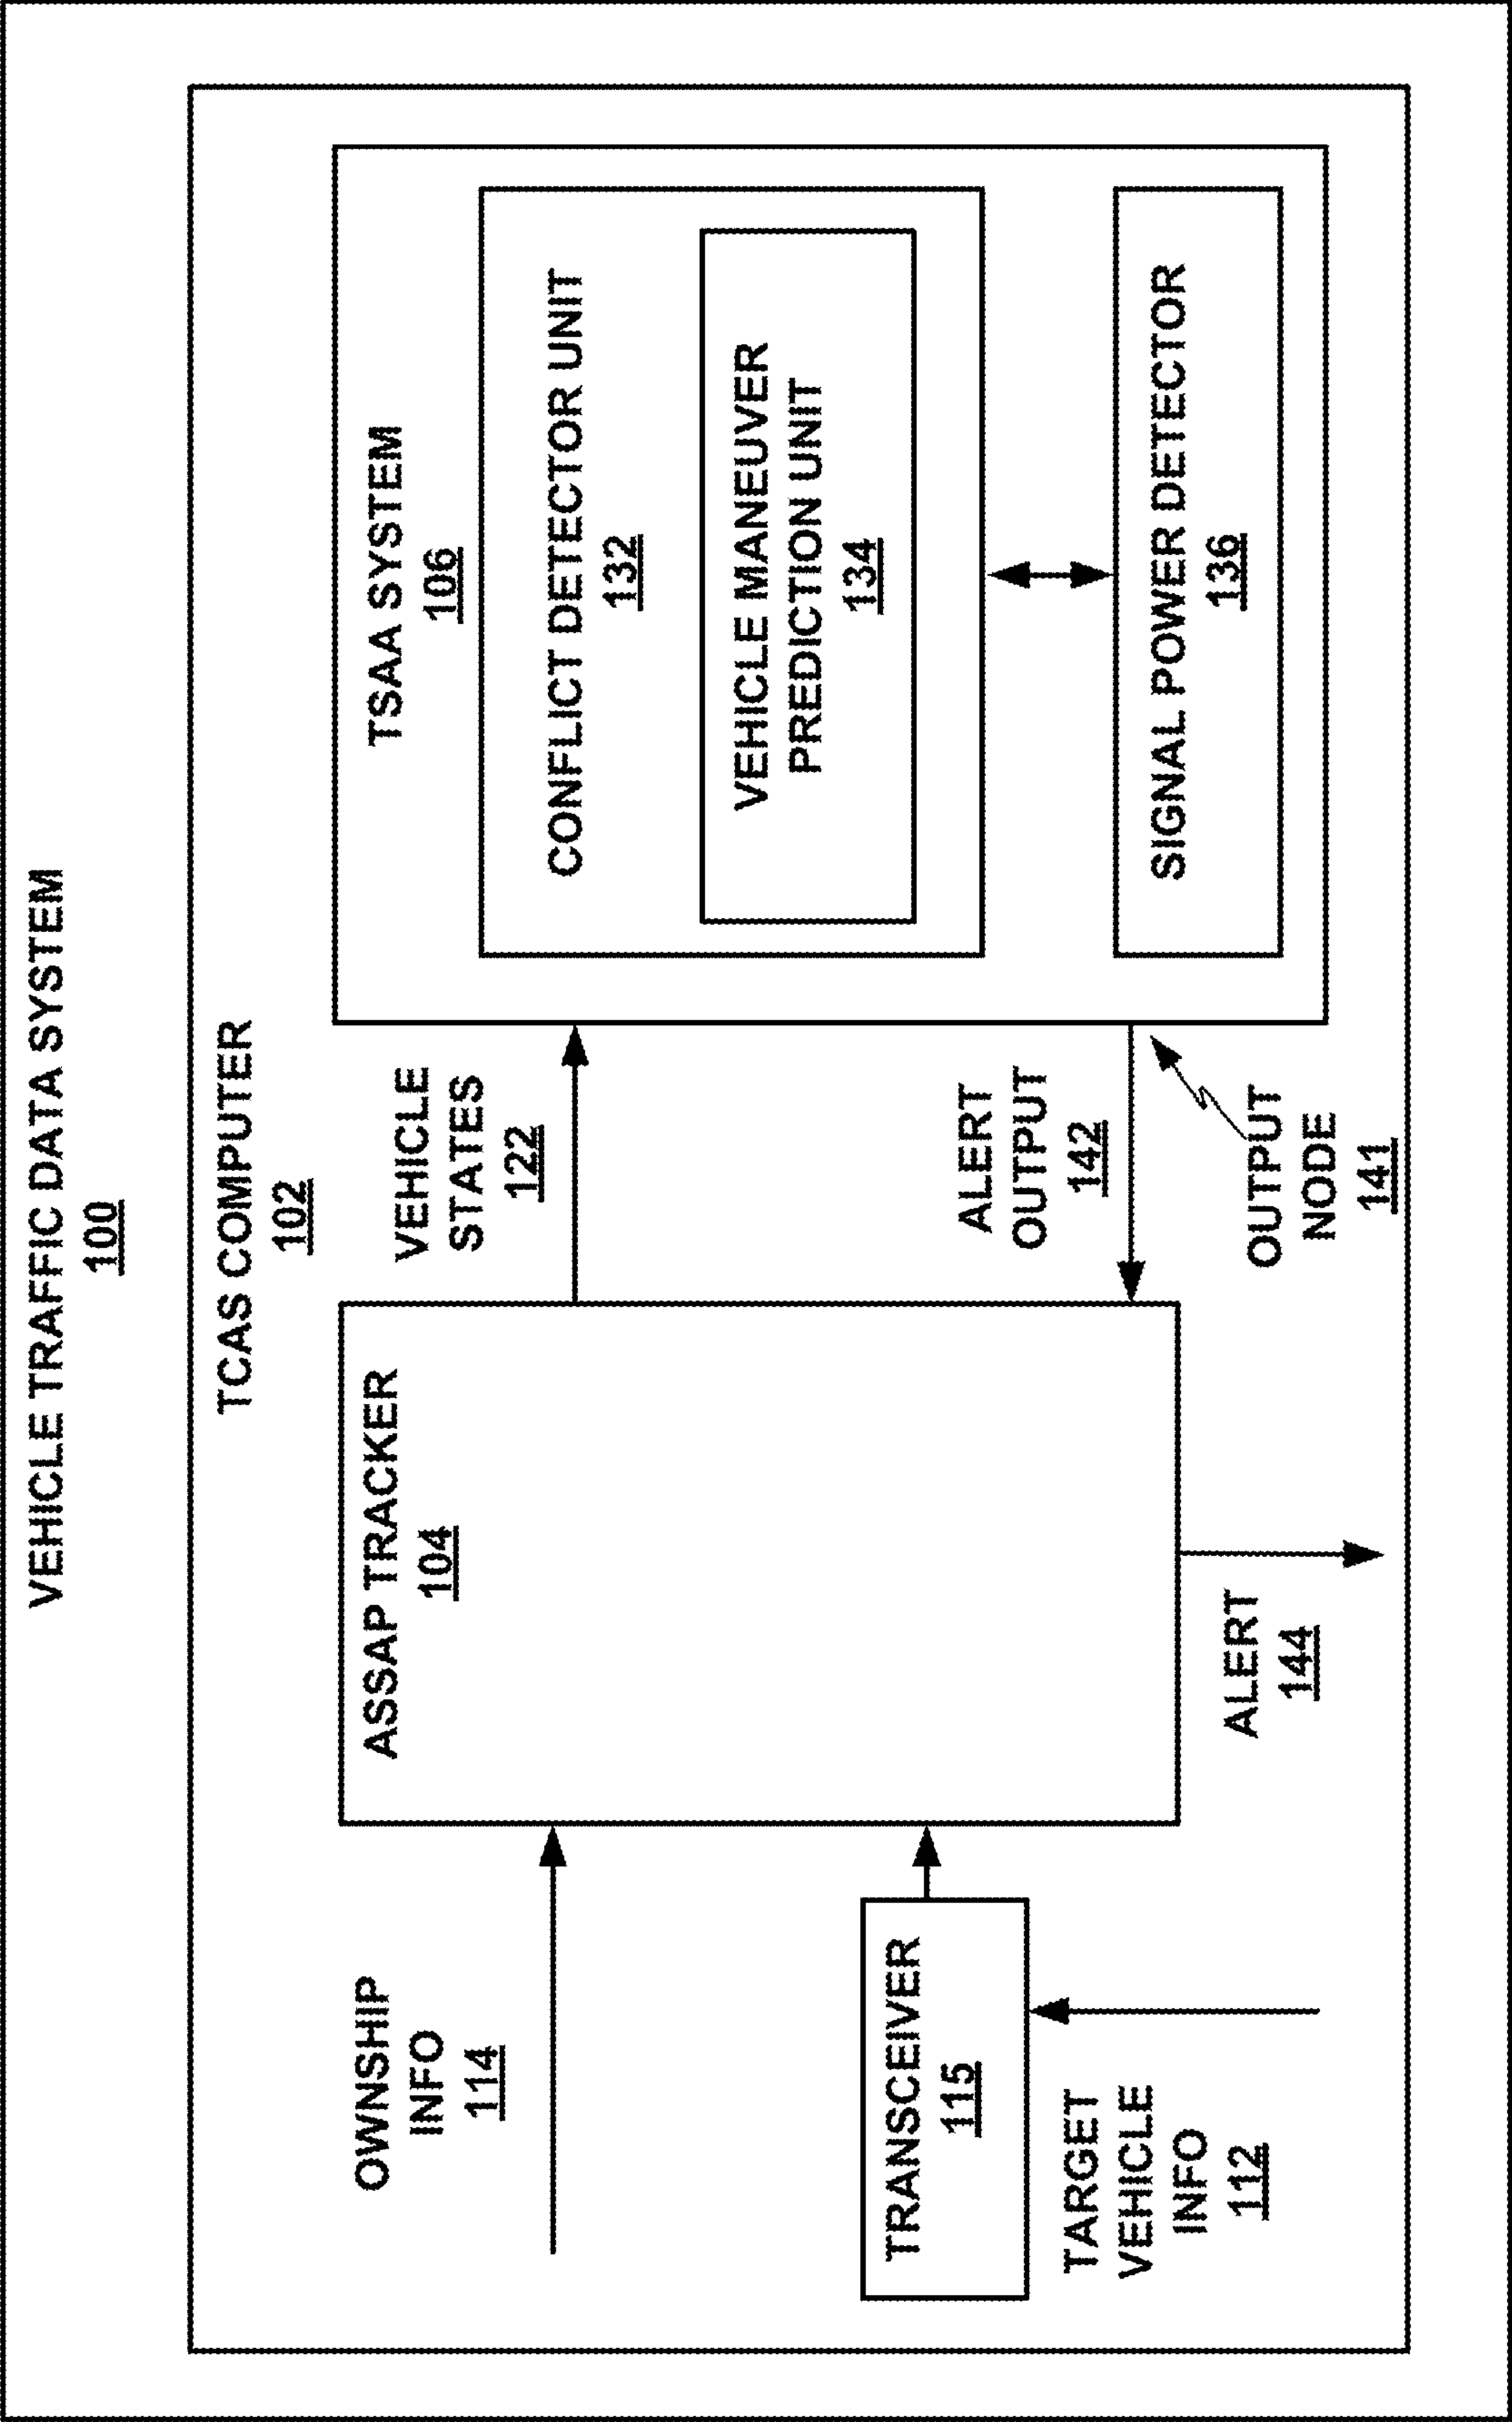 VEHICLE TRAFFIC DATA SYSTEM
100
TCAS COMPUTER
102
OWNSHIP
INFO
114
TRANSCEIVER
115
TARGET
VEHICLE
INFO
112
ASSAP TRACKER
104
ALERT
144
VEHICLE
STATES
122
ALERT
OUTPUT
142
OUTPUT
NODE
141
TSAA SYSTEM
106
CONFLICT DETECTOR UNIT
132
VEHICLE MANEUVER
PREDICTION UNIT
134
SIGNAL POWER DETECTOR
136